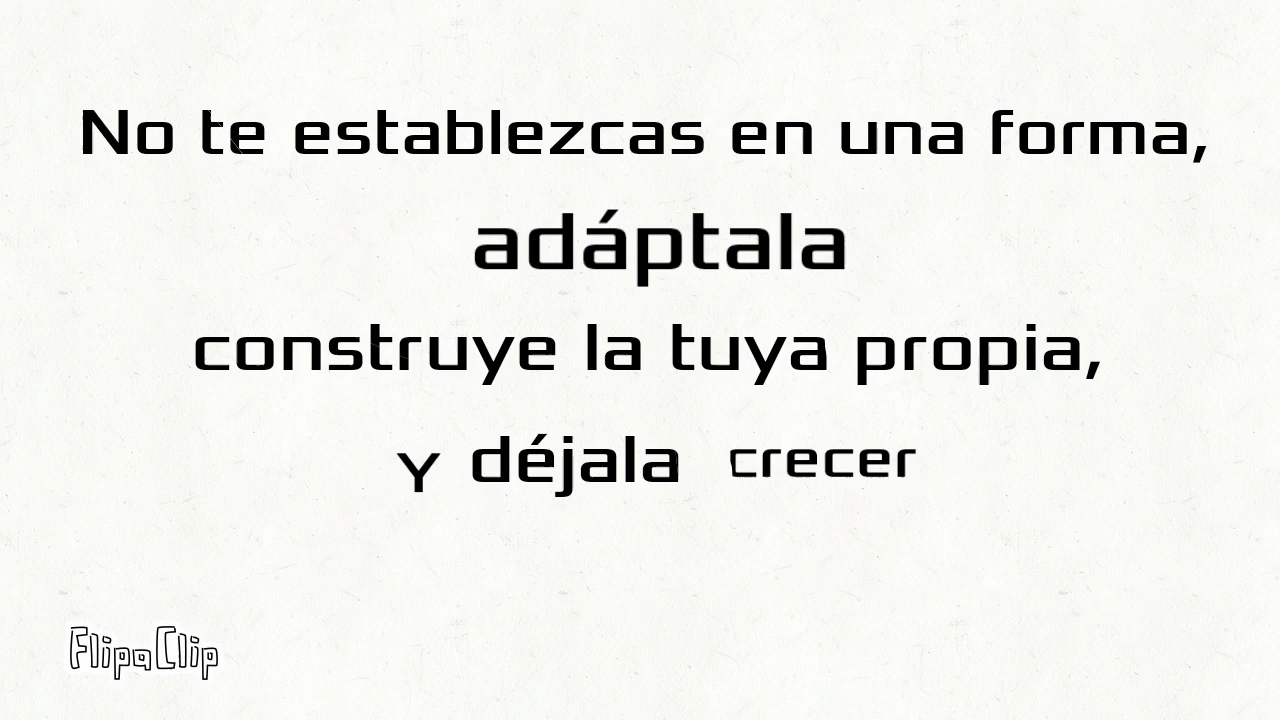 No te establezcas en una forma,
adáptala
construye la tuya propia,
Y déjala crecer
FlipaClip